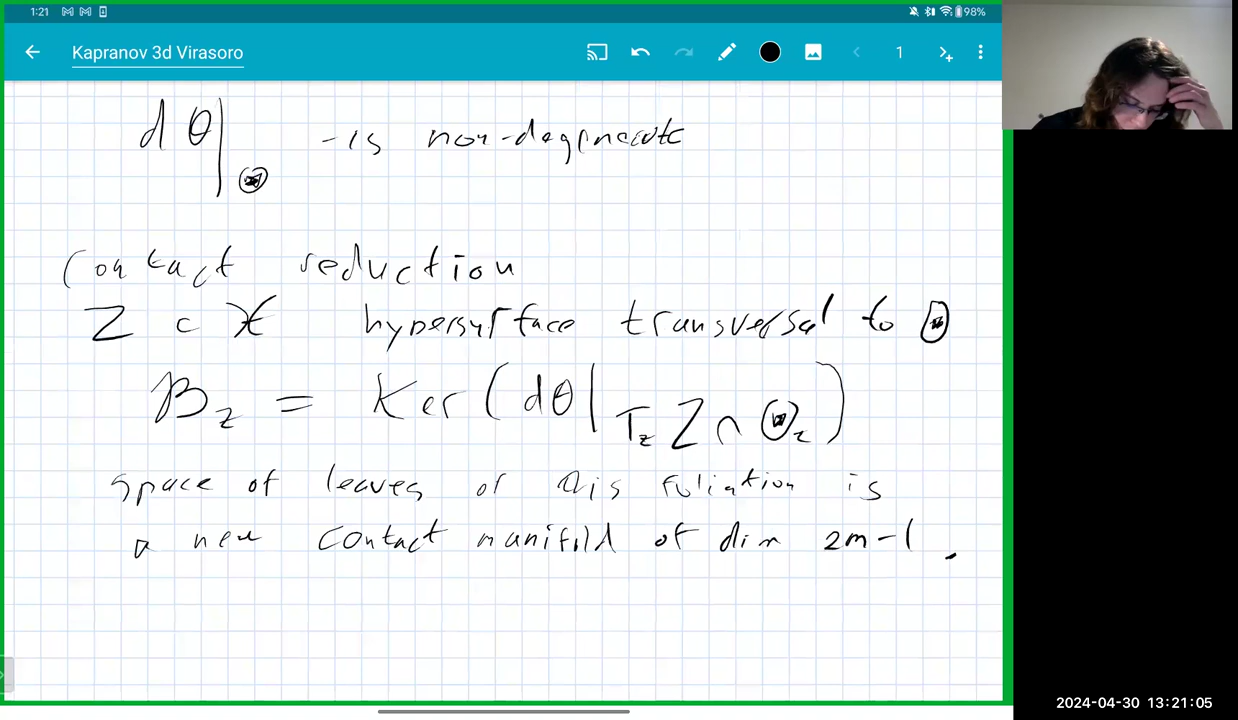 1:21
98%
Kapranov 3d Virasoro
1
dθ|_Θ - is non-degenerate
Contact reduction
Z ⊂ X hypersurface transversal to Θ
B_z = Ker(dθ|_{T_z Z ∩ Θ_z})
space of leaves of this foliation is
a new contact manifold of dim 2m-1.
2024-04-30 13:21:05